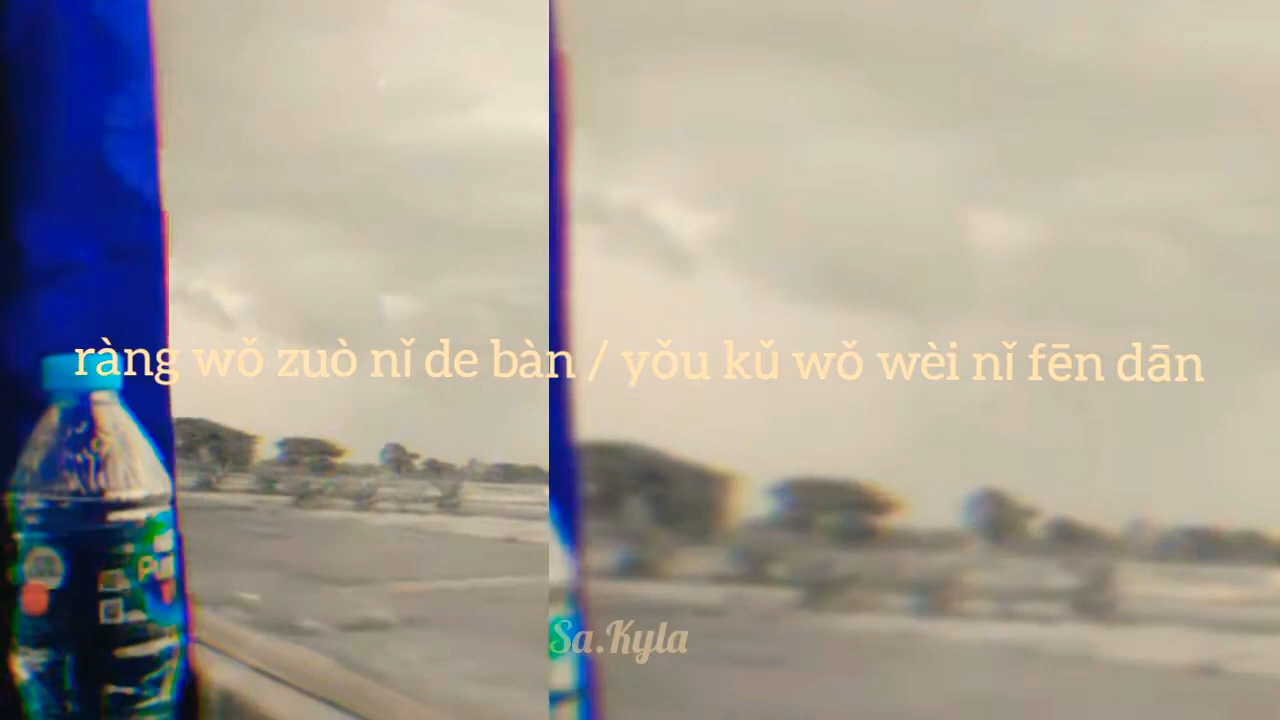 ràng wǒ zuò nǐ de bàn / yǒu kǔ wǒ wèi nǐ fēn dān
Sa.Kyla